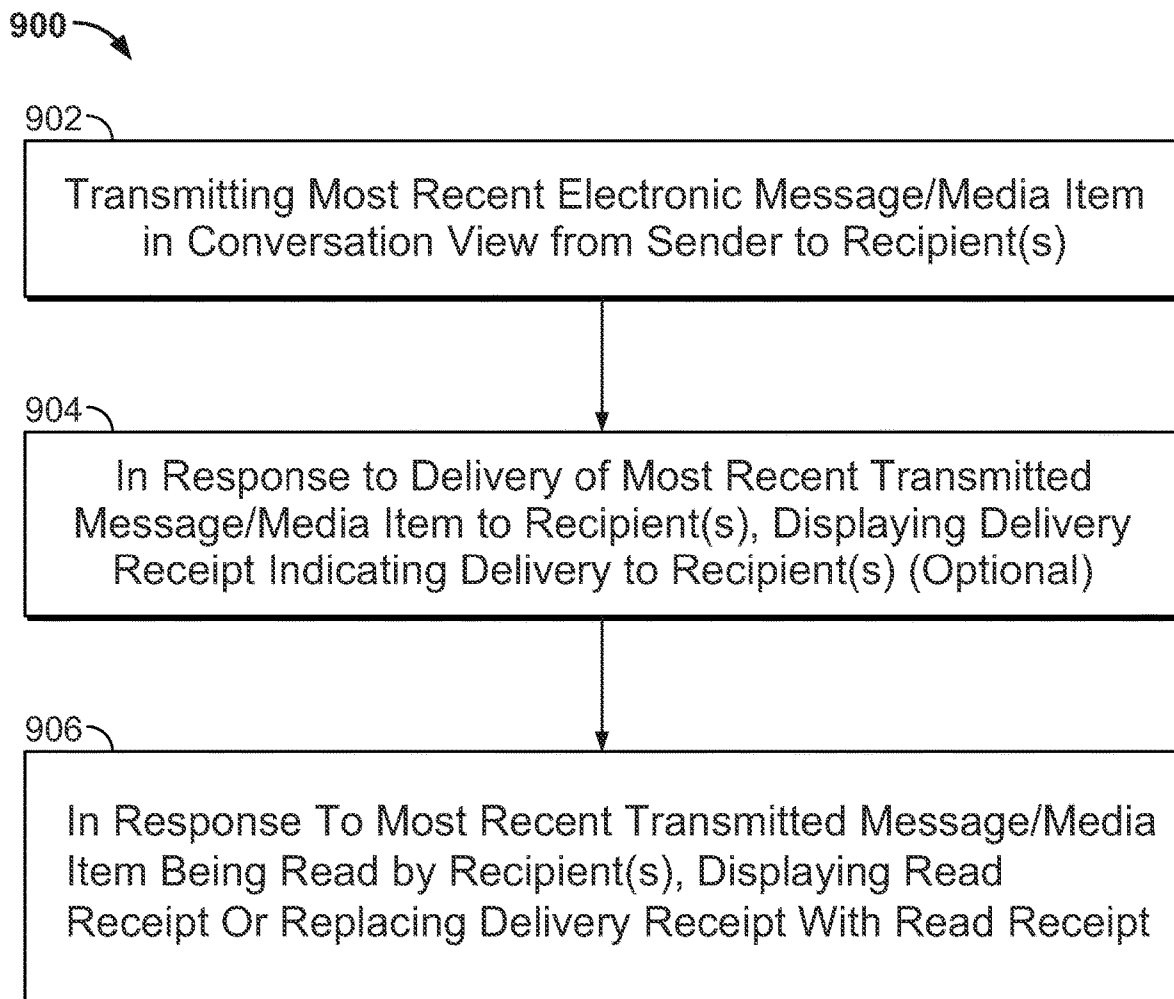 900
902
Transmitting Most Recent Electronic Message/Media Item
in Conversation View from Sender to Recipient(s)
904
In Response to Delivery of Most Recent Transmitted
Message/Media Item to Recipient(s), Displaying Delivery
Receipt Indicating Delivery to Recipient(s) (Optional)
906
In Response To Most Recent Transmitted Message/Media
Item Being Read by Recipient(s), Displaying Read
Receipt Or Replacing Delivery Receipt With Read Receipt